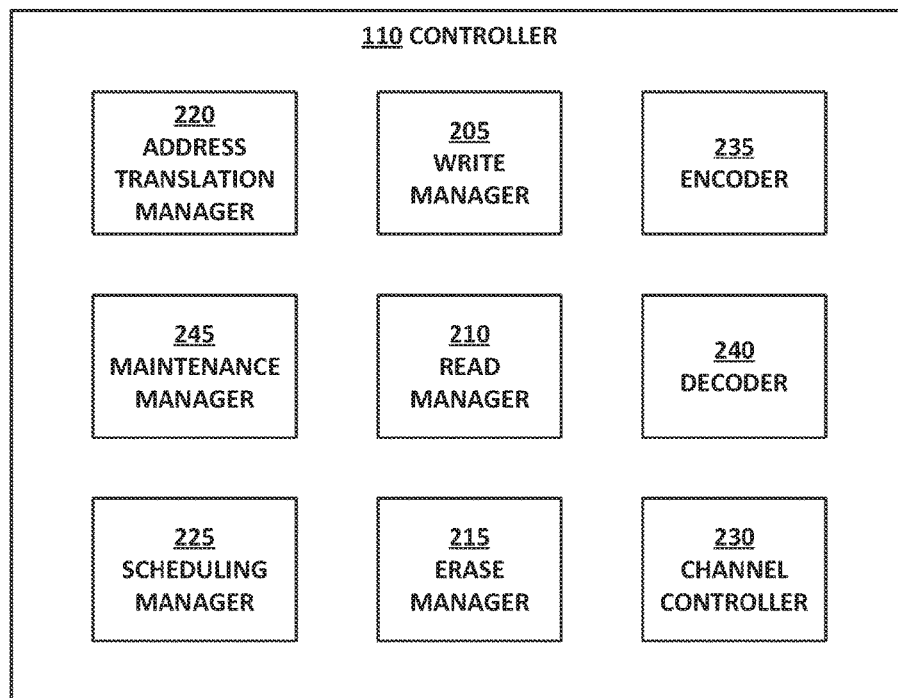 110 CONTROLLER
220
ADDRESS
TRANSLATION
MANAGER
205
WRITE
MANAGER
235
ENCODER
245
MAINTENANCE
MANAGER
210
READ
MANAGER
240
DECODER
225
SCHEDULING
MANAGER
215
ERASE
MANAGER
230
CHANNEL
CONTROLLER